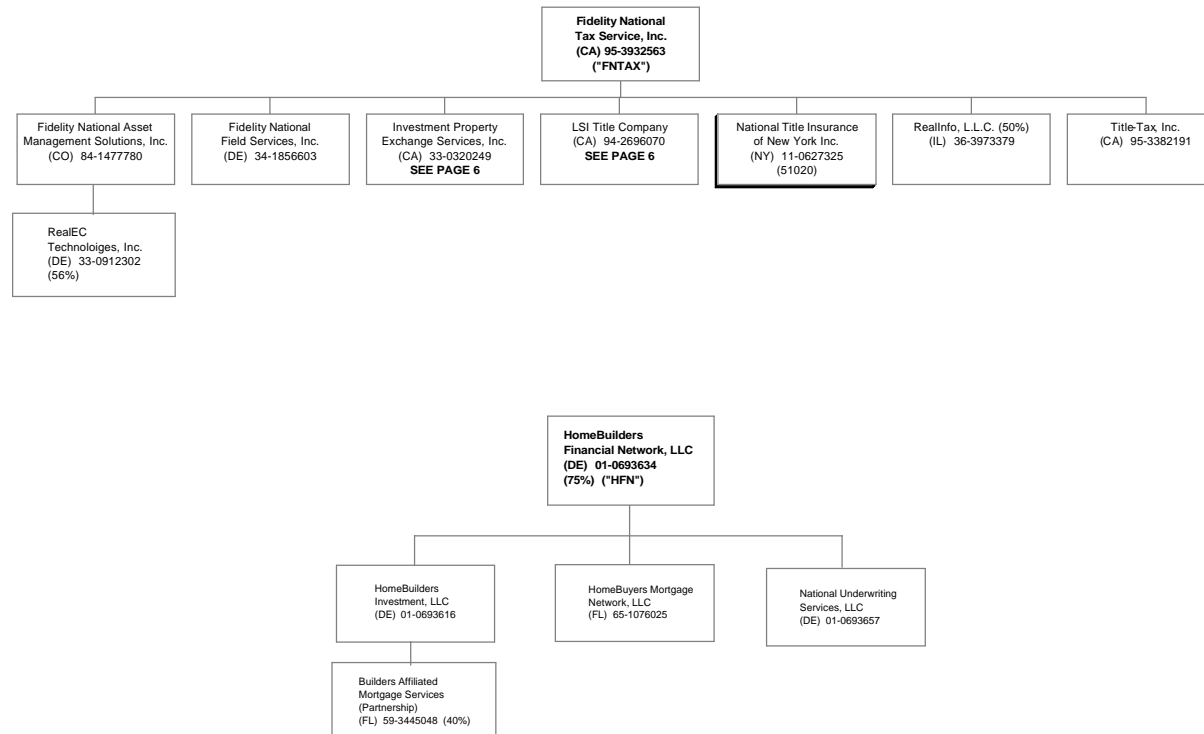 Fidelity National
Tax Service, Inc.
(CA) 95-3932563
("FNTAX")
Fidelity National Asset
Management Solutions, Inc.
(CO) 84-1477780
Fidelity National
Field Services, Inc.
(DE) 34-1856603
Investment Property
Exchange Services, Inc.
(CA) 33-0320249
SEE PAGE 6
LSI Title Company
(CA) 94-2696070
SEE PAGE 6
National Title Insurance
of New York Inc.
(NY) 11-0627325
(51020)
RealInfo, L.L.C. (50%)
(IL) 36-3973379
Title-Tax, Inc.
(CA) 95-3382191
RealEC
Technoloiges, Inc.
(DE) 33-0912302
(56%)
HomeBuilders
Financial Network, LLC
(DE) 01-0693634
(75%) ("HFN")
HomeBuilders
Investment, LLC
(DE) 01-0693616
HomeBuyers Mortgage
Network, LLC
(FL) 65-1076025
National Underwriting
Services, LLC
(DE) 01-0693657
Builders Affiliated
Mortgage Services
(Partnership)
(FL) 59-3445048 (40%)